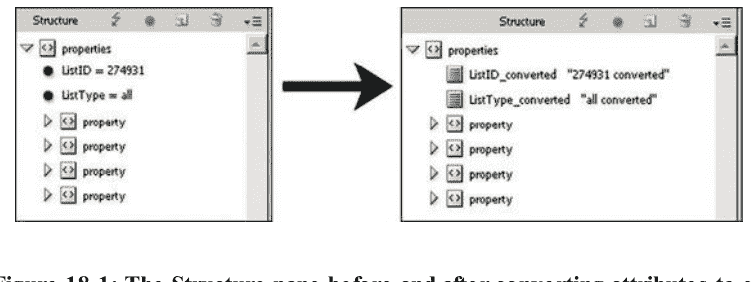 Structure
properties
ListID = 274931
ListType = all
property
property
property
property
Structure
properties
ListID_converted "274931 converted"
ListType_converted "all converted"
property
property
property
property
18-1: The Structure pane before and after converting attributes to